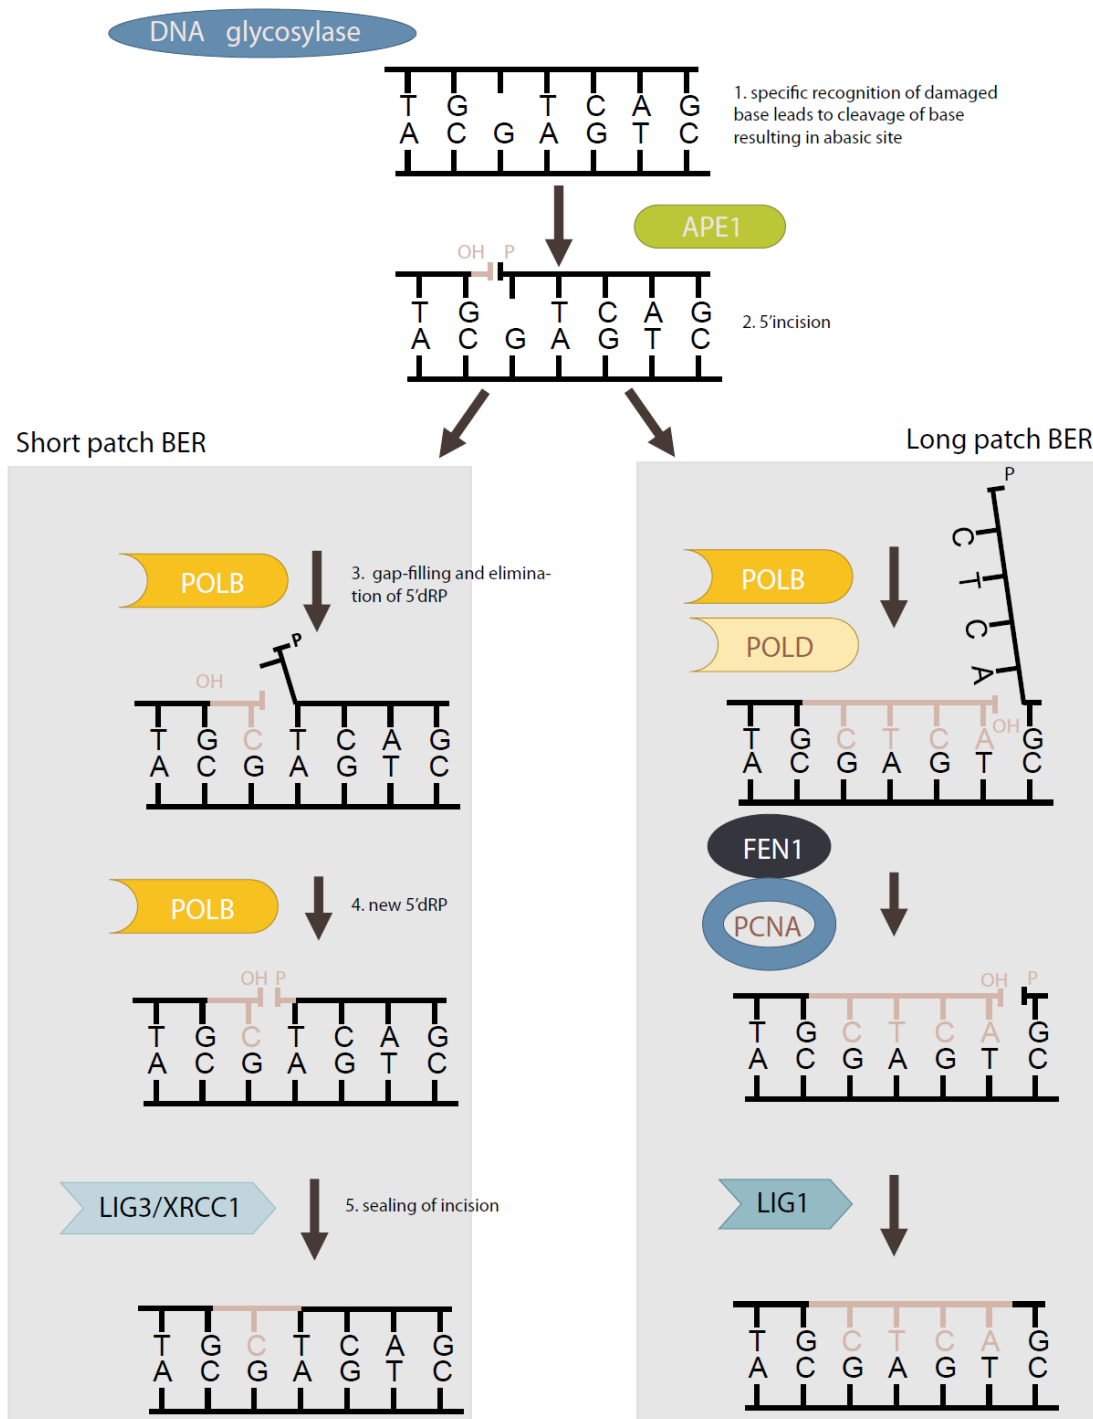 DNA glycosylase
T G T C A G
A C G A G T C
1. specific recognition of damaged
base leads to cleavage of base
resulting in abasic site
APE1
OH P
T G T C A G
A C G A G T C
2. 5'incision
Short patch BER
POLB
3. gap-filling and elimina-
tion of 5'dRP
P
OH
T G C T C A G
A C G A G T C
POLB
4. new 5'dRP
OH P
T G C T C A G
A C G A G T C
LIG3/XRCC1
5. sealing of incision
T G C T C A G
A C G A G T C
Long patch BER
P
C
T
C
A
POLB
POLD
OH
T G C T C A G
A C G A G T C
FEN1
PCNA
OH P
T G C T C A G
A C G A G T C
LIG1
T G C T C A G
A C G A G T C